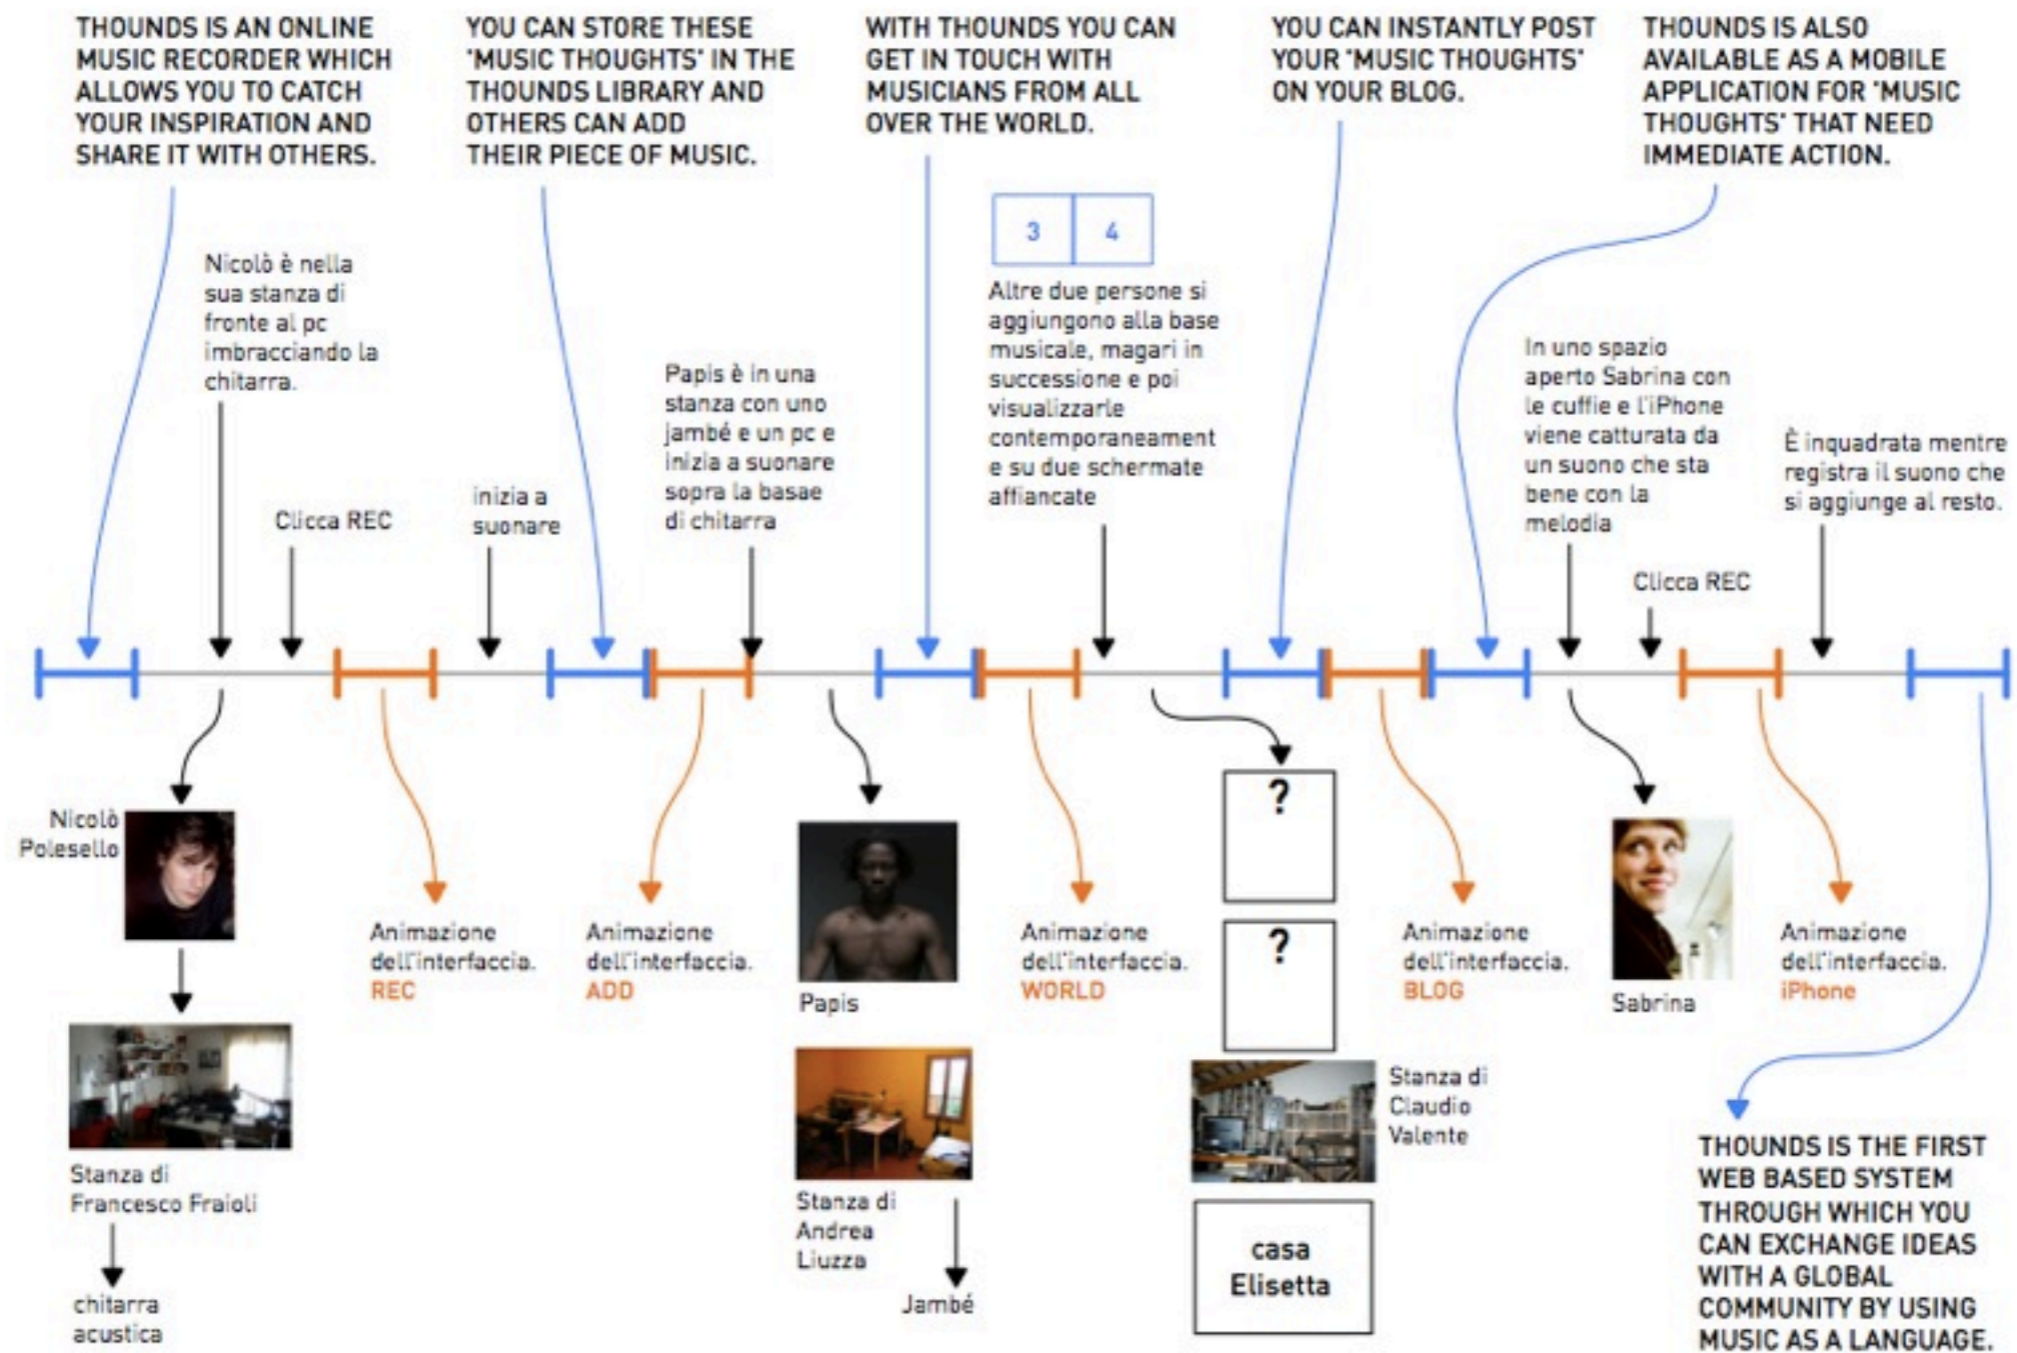 THOUNDS IS AN ONLINE
MUSIC RECORDER WHICH
ALLOWS YOU TO CATCH
YOUR INSPIRATION AND
SHARE IT WITH OTHERS.
YOU CAN STORE THESE
"MUSIC THOUGHTS" IN THE
THOUNDS LIBRARY AND
OTHERS CAN ADD
THEIR PIECE OF MUSIC.
WITH THOUNDS YOU CAN
GET IN TOUCH WITH
MUSICIANS FROM ALL
OVER THE WORLD.
YOU CAN INSTANTLY POST
YOUR "MUSIC THOUGHTS"
ON YOUR BLOG.
THOUNDS IS ALSO
AVAILABLE AS A MOBILE
APPLICATION FOR "MUSIC
THOUGHTS" THAT NEED
IMMEDIATE ACTION.
Nicolò è nella
sua stanza di
fronte al pc
imbracciando la
chitarra.
Clicca REC
inizia a
suonare
Papis è in una
stanza con uno
jambé e un pc e
inizia a suonare
sopra la basae
di chitarra
3 4
Altre due persone si
aggiungono alla base
musicale, magari in
successione e poi
visualizzarle
contemporaneament
e su due schermate
affiancate
In uno spazio
aperto Sabrina con
le cuffie e l'iPhone
viene catturata da
un suono che sta
bene con la
melodia
Clicca REC
È inquadrata mentre
registra il suono che
si aggiunge al resto.
Nicolò
Polesello
Stanza di
Francesco Fraioli
chitarra
acustica
Animazione
dell'interfaccia.
REC
Animazione
dell'interfaccia.
ADD
Papis
Stanza di
Andrea
Liuzza
Jambé
Animazione
dell'interfaccia.
WORLD
?
?
Stanza di
Claudio
Valente
casa
Elisetta
Animazione
dell'interfaccia.
BLOG
Sabrina
Animazione
dell'interfaccia.
iPhone
THOUNDS IS THE FIRST
WEB BASED SYSTEM
THROUGH WHICH YOU
CAN EXCHANGE IDEAS
WITH A GLOBAL
COMMUNITY BY USING
MUSIC AS A LANGUAGE.